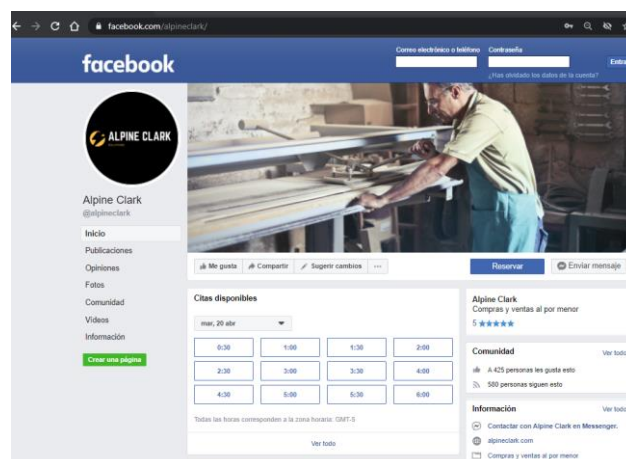 facebook.com/alpineclark/
facebook
Correo electrónico o teléfono
Contraseña
Entra
¿Has olvidado los datos de la cuenta?
ALPINE CLARK
Alpine Clark
@alpineclark
Inicio
Publicaciones
Opiniones
Fotos
Comunidad
Vídeos
Información
Crear una página
Me gusta
Compartir
Sugerir cambios
...
Reservar
Enviar mensaje
Citas disponibles
mar, 20 abr
0:30 1:00 1:30 2:00
2:30 3:00 3:30 4:00
4:30 5:00 5:30 6:00
Todas las horas corresponden a la zona horaria: GMT-5
Ver todo
Alpine Clark
Compras y ventas al por menor
5 ★★★★★
Comunidad
Ver todo
A 425 personas les gusta esto
580 personas siguen esto
Información
Ver todo
Contactar con Alpine Clark en Messenger.
alpineclark.com
Compras y ventas al por menor